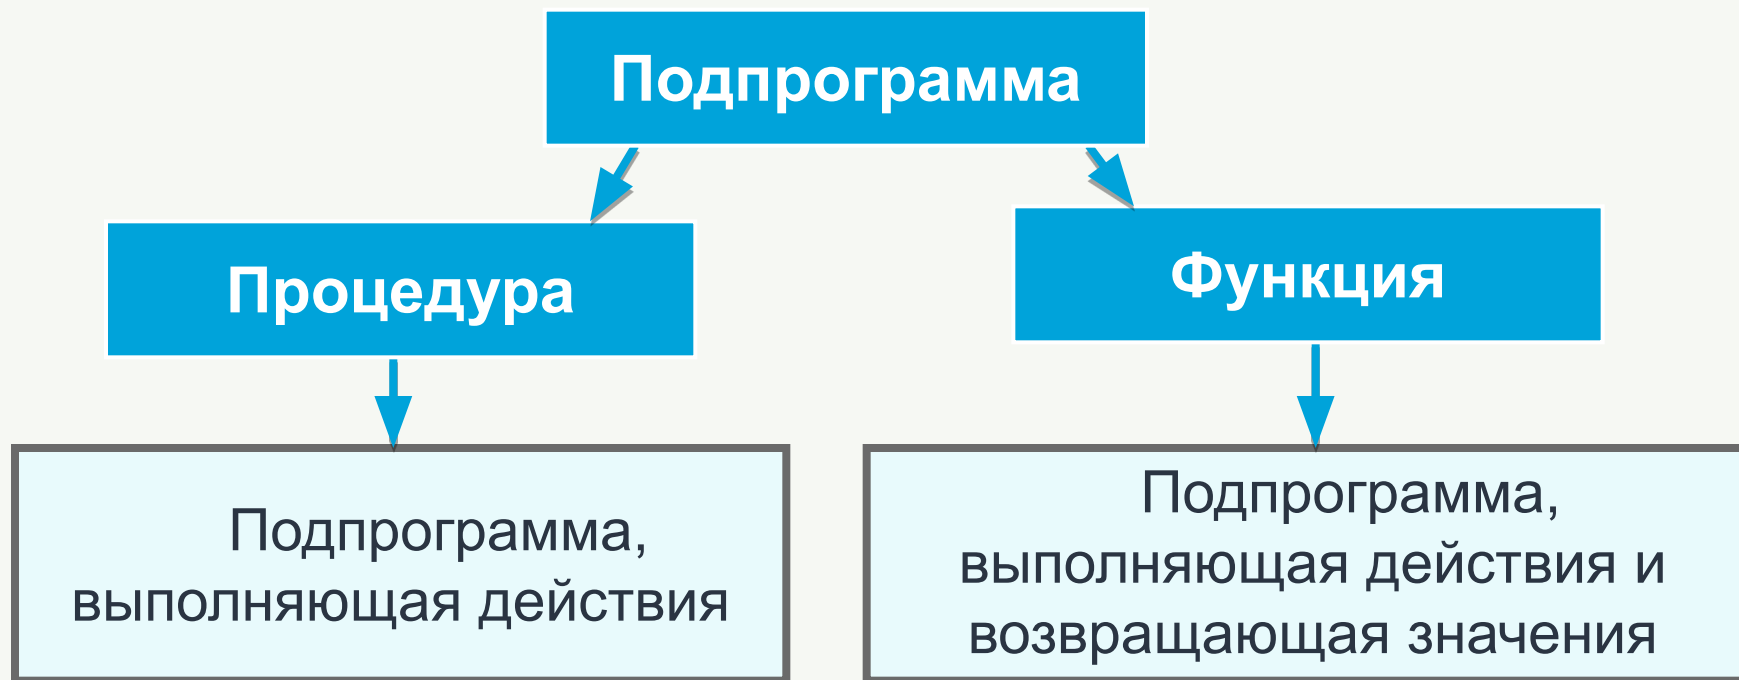 Подпрограмма
Процедура
Функция
Подпрограмма,
выполняющая действия
Подпрограмма,
выполняющая действия и
возвращающая значения